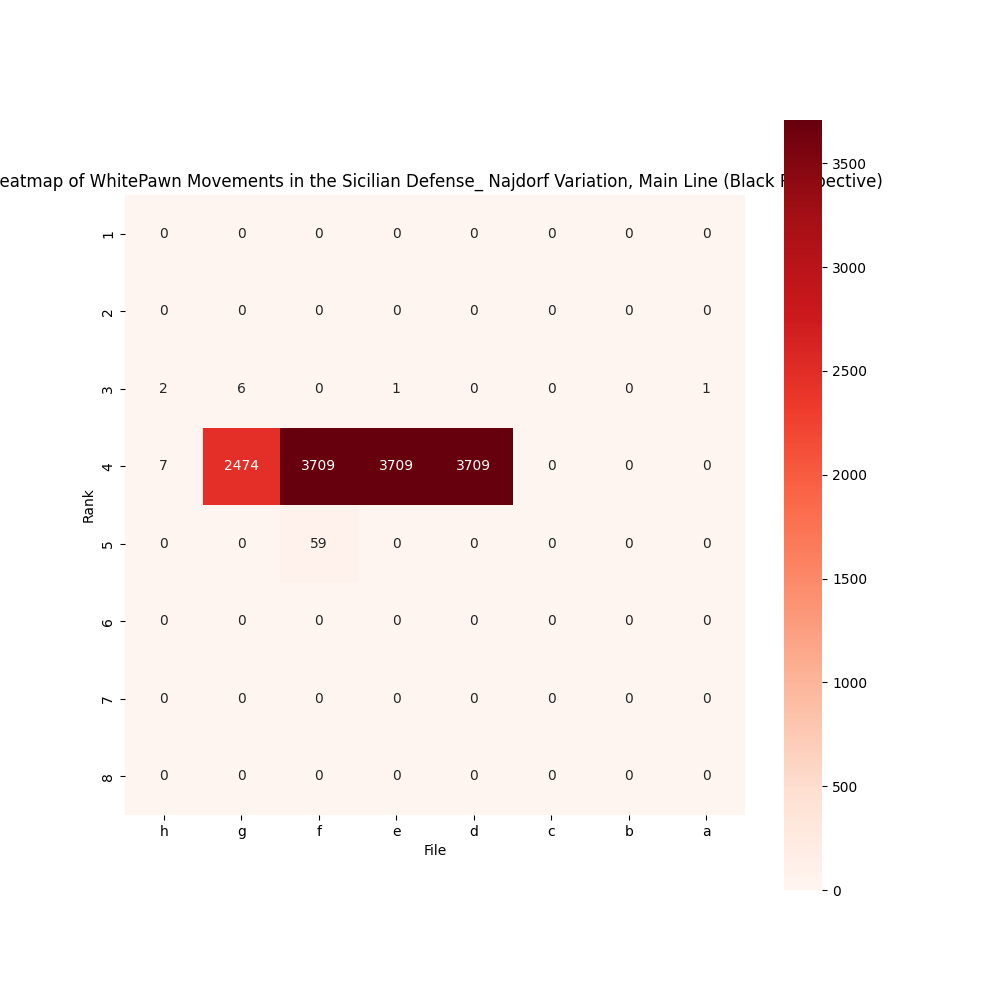 eatmap of WhitePawn Movements in the Sicilian Defense_ Najdorf Variation, Main Line (Black pective)
3500
3000
2500
2000
1500
1000
500
0
Rank
1 0 0 0 0 0 0 0 0
2 0 0 0 0 0 0 0 0
3 2 6 0 1 0 0 0 1
4 7 2474 3709 3709 3709 0 0 0
5 0 0 59 0 0 0 0 0
6 0 0 0 0 0 0 0 0
7 0 0 0 0 0 0 0 0
8 0 0 0 0 0 0 0 0
h g f e d c b a
File